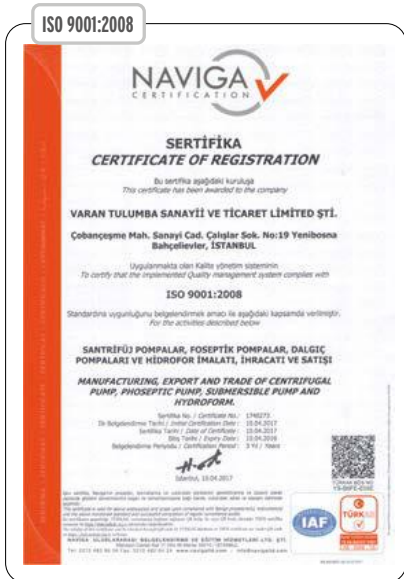 ISO 9001:2008
NAVIGA
CERTIFICATION
SERTİFİKA
CERTIFICATE OF REGISTRATION
Bu sertifika aşağıdaki kuruluşa
This certificate has been awarded to the company
VARAN TULUMBA SANAYİİ VE TİCARET LİMİTED ŞTİ.
Çobançeşme Mah. Sanayi Cad. Çalışlar Sok. No:19 Yenibosna
Bahçelievler, İSTANBUL
Uygulanmakta olan Kalite yönetim sisteminin
To certify that the implemented Quality management system complies with
ISO 9001:2008
Standardına uygunluğunu belgelendirmek amacı ile aşağıdaki kapsamda verilmiştir.
For the activities described below
SANTRİFÜJ POMPALAR, FOSEPTİK POMPALAR, DALGIÇ
POMPALARI VE HİDROFOR İMALATI, İHRACATI VE SATIŞI
MANUFACTURING, EXPORT AND TRADE OF CENTRIFUGAL
PUMP, PHOSEPTIC PUMP, SUBMERSIBLE PUMP AND
HYDROFORM.
Sertifika No. / Certificate No.: 1740273
İlk Belgelendirme Tarihi / Initial Certification Date: 10.04.2017
Sertifika Tarihi / Date of Certificate: 10.04.2017
Bitiş Tarihi / Expiry Date: 10.04.2018
Belgelendirme Periyodu / Certification Period: 3 Yıl / Years
İstanbul, 10.04.2017
IAF
TÜRKAK